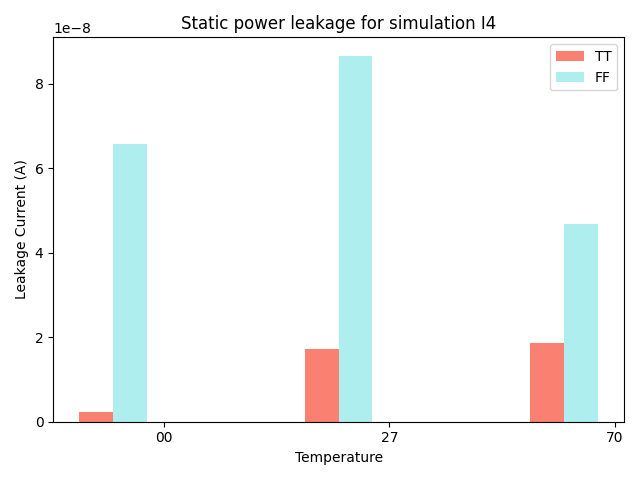 Static power leakage for simulation I4
1e−8
TT
FF
8
6
4
2
0
Leakage Current (A)
00
27
70
Temperature